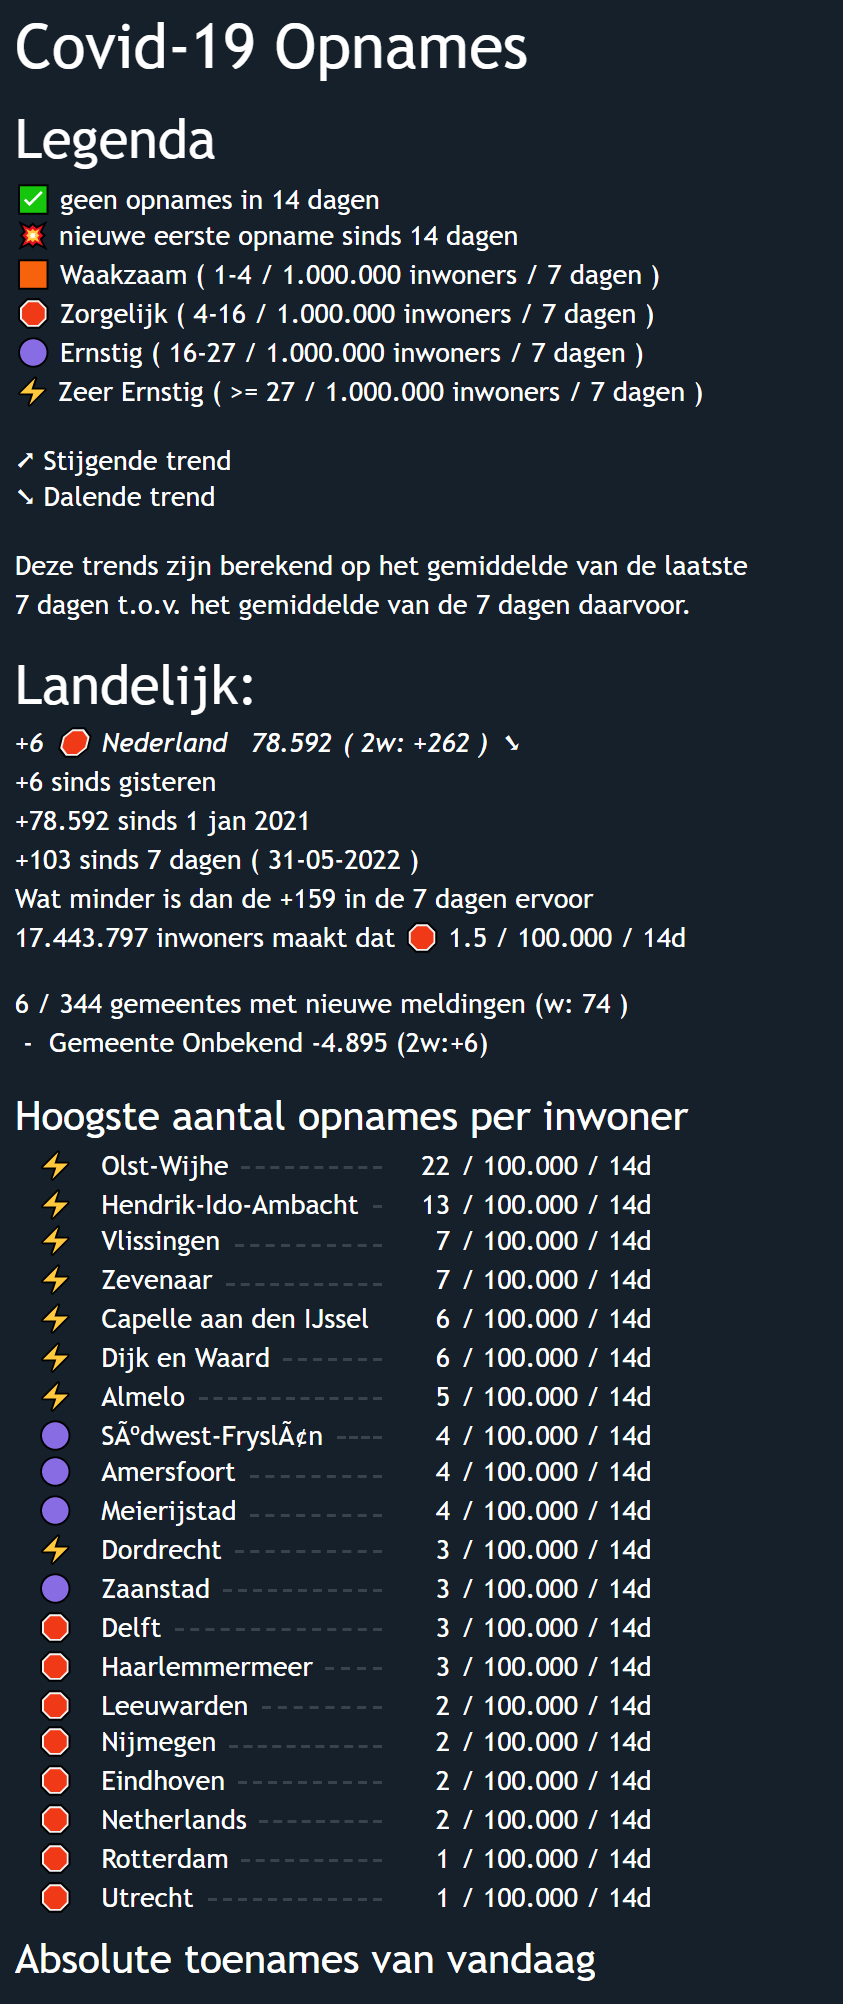 Covid-19 Opnames
Legenda
✅ geen opnames in 14 dagen
💥 nieuwe eerste opname sinds 14 dagen
🟧 Waakzaam ( 1-4 / 1.000.000 inwoners / 7 dagen )
🛑 Zorgelijk ( 4-16 / 1.000.000 inwoners / 7 dagen )
🟣 Ernstig ( 16-27 / 1.000.000 inwoners / 7 dagen )
⚡ Zeer Ernstig ( >= 27 / 1.000.000 inwoners / 7 dagen )
➚ Stijgende trend
➘ Dalende trend
Deze trends zijn berekend op het gemiddelde van de laatste
7 dagen t.o.v. het gemiddelde van de 7 dagen daarvoor.
Landelijk:
+6 🛑 Nederland 78.592 ( 2w: +262 ) ➘
+6 sinds gisteren
+78.592 sinds 1 jan 2021
+103 sinds 7 dagen ( 31-05-2022 )
Wat minder is dan de +159 in de 7 dagen ervoor
17.443.797 inwoners maakt dat 🛑 1.5 / 100.000 / 14d
6 / 344 gemeentes met nieuwe meldingen (w: 74 )
- Gemeente Onbekend -4.895 (2w:+6)
Hoogste aantal opnames per inwoner
⚡ Olst-Wijhe ---------- 22 / 100.000 / 14d
⚡ Hendrik-Ido-Ambacht - 13 / 100.000 / 14d
⚡ Vlissingen ---------- 7 / 100.000 / 14d
⚡ Zevenaar ----------- 7 / 100.000 / 14d
⚡ Capelle aan den IJssel 6 / 100.000 / 14d
⚡ Dijk en Waard ------- 6 / 100.000 / 14d
⚡ Almelo ------------- 5 / 100.000 / 14d
🟣 SÃºdwest-FryslÃ¢n ---- 4 / 100.000 / 14d
🟣 Amersfoort --------- 4 / 100.000 / 14d
🟣 Meierijstad --------- 4 / 100.000 / 14d
⚡ Dordrecht ---------- 3 / 100.000 / 14d
🟣 Zaanstad ----------- 3 / 100.000 / 14d
🛑 Delft -------------- 3 / 100.000 / 14d
🛑 Haarlemmermeer ---- 3 / 100.000 / 14d
🛑 Leeuwarden -------- 2 / 100.000 / 14d
🛑 Nijmegen ----------- 2 / 100.000 / 14d
🛑 Eindhoven ---------- 2 / 100.000 / 14d
🛑 Netherlands --------- 2 / 100.000 / 14d
🛑 Rotterdam ---------- 1 / 100.000 / 14d
🛑 Utrecht ------------ 1 / 100.000 / 14d
Absolute toenames van vandaag